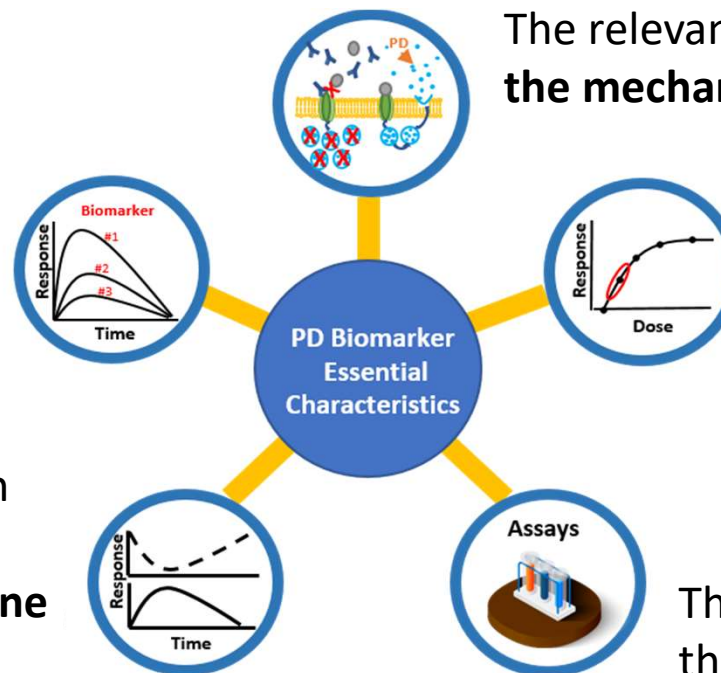 The relevan
the mechar
PD
Biomarker
#1
#2
#3
Response
Time
Response
Dose
PD Biomarker
Essential
Characteristics
ne
Response
Time
Assays
Th
th